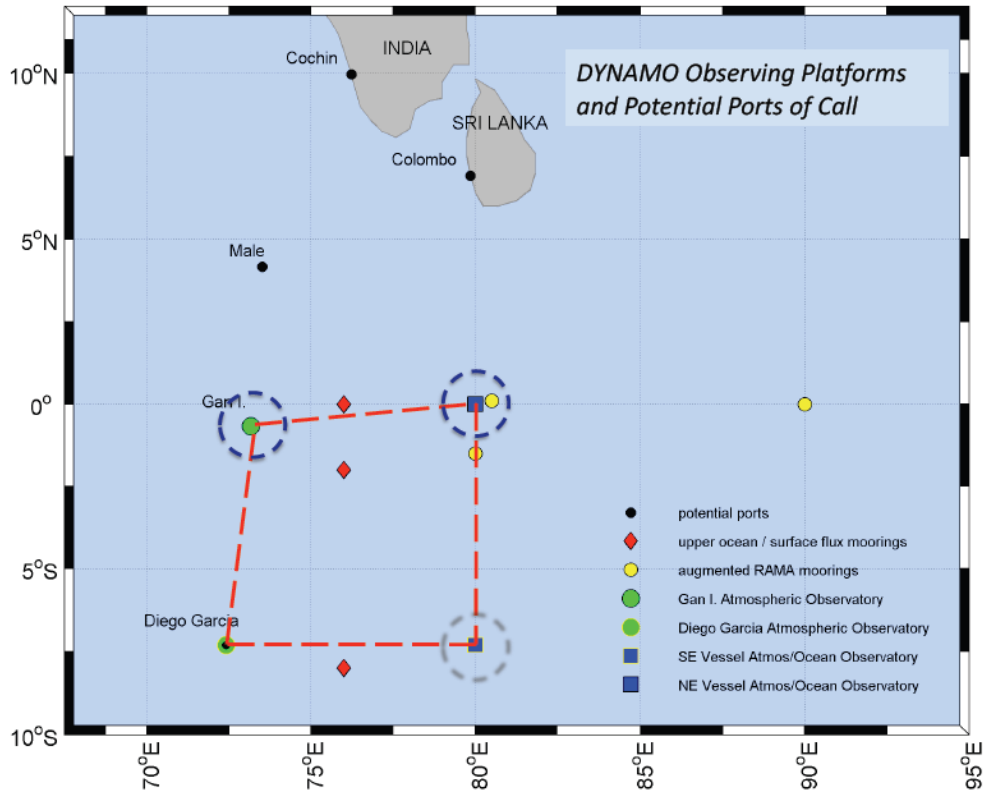 INDIA
Cochin
DYNAMO Observing Platforms
and Potential Ports of Call
10°N
SRI LANKA
Colombo
5°N
Male
0°
Gan I.
potential ports
upper ocean / surface flux moorings
5°S
augmented RAMA moorings
Gan I. Atmospheric Observatory
Diego Garcia
Diego Garcia Atmospheric Observatory
SE Vessel Atmos/Ocean Observatory
NE Vessel Atmos/Ocean Observatory
10°S
70°E
75°E
80°E
85°E
90°E
95°E